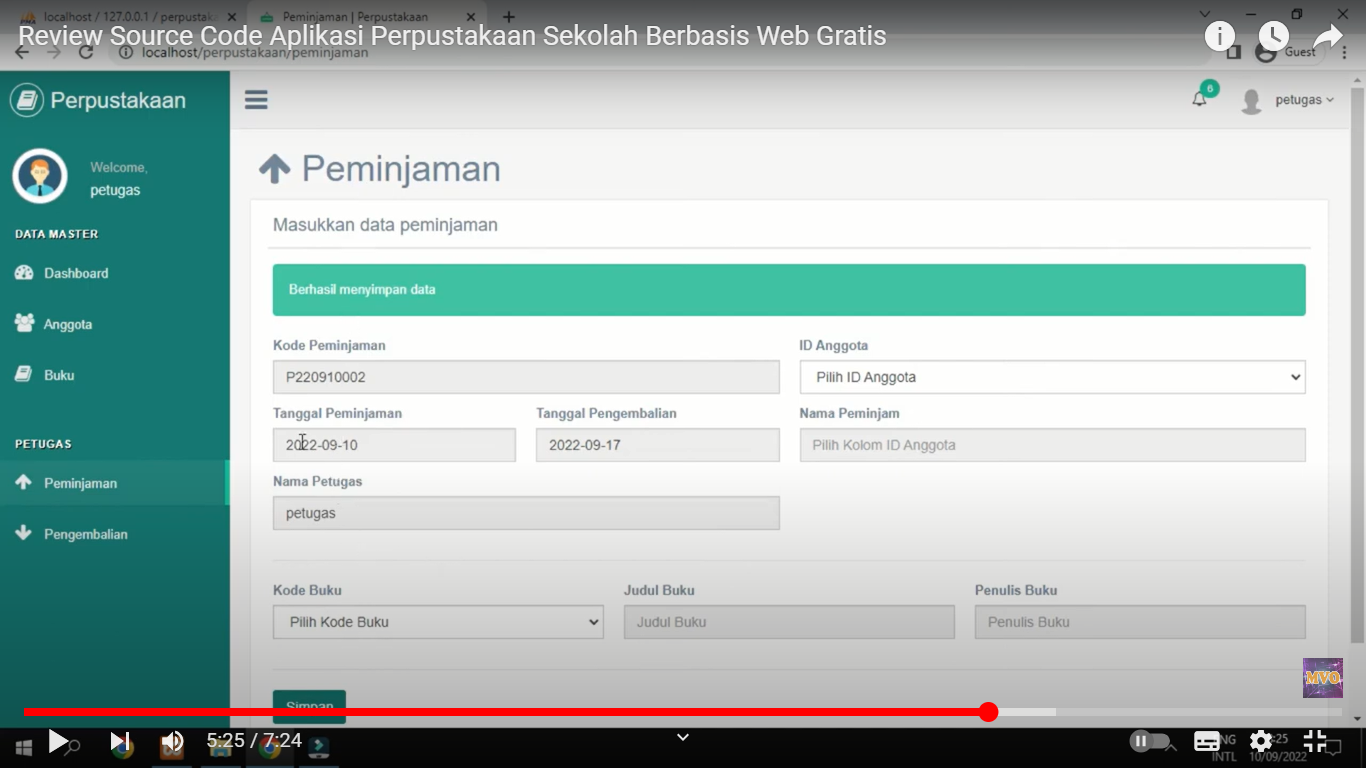 localhost / 127.0.0.1 / perpustaka
Peminjaman | Perpustakaan
Review Source Code Aplikasi Perpustakaan Sekolah Berbasis Web Gratis
localhost/perpustakaan/peminjaman
Guest
Perpustakaan
6
petugas
Welcome,
petugas
DATA MASTER
Dashboard
Anggota
Buku
PETUGAS
Peminjaman
Pengembalian
Peminjaman
Masukkan data peminjaman
Berhasil menyimpan data
Kode Peminjaman
ID Anggota
P220910002
Pilih ID Anggota
Tanggal Peminjaman
Tanggal Pengembalian
Nama Peminjam
2022-09-10
2022-09-17
Pilih Kolom ID Anggota
Nama Petugas
petugas
Kode Buku
Judul Buku
Penulis Buku
Pilih Kode Buku
Judul Buku
Penulis Buku
Simpan
MVO
5:25 / 7:24
INTL
10/09/2022